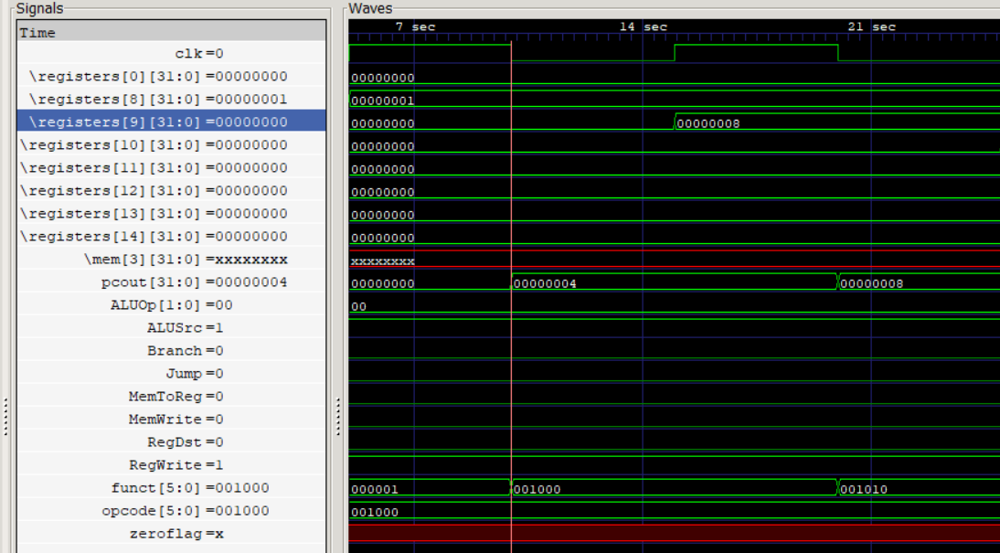 Signals
Waves
Time
7 sec
14 sec
21 sec
clk=0
\registers[0][31:0]=00000000
00000000
\registers[8][31:0]=00000001
00000001
\registers[9][31:0]=00000000
00000000
00000008
\registers[10][31:0]=00000000
00000000
\registers[11][31:0]=00000000
00000000
\registers[12][31:0]=00000000
00000000
\registers[13][31:0]=00000000
00000000
\registers[14][31:0]=00000000
00000000
\mem[3][31:0]=xxxxxxxx
xxxxxxxx
pcout[31:0]=00000004
00000000
00000004
00000008
ALUOp[1:0]=00
00
ALUSrc=1
Branch=0
Jump=0
MemToReg=0
MemWrite=0
RegDst=0
RegWrite=1
funct[5:0]=001000
000001
001000
001010
opcode[5:0]=001000
001000
zeroflag=x